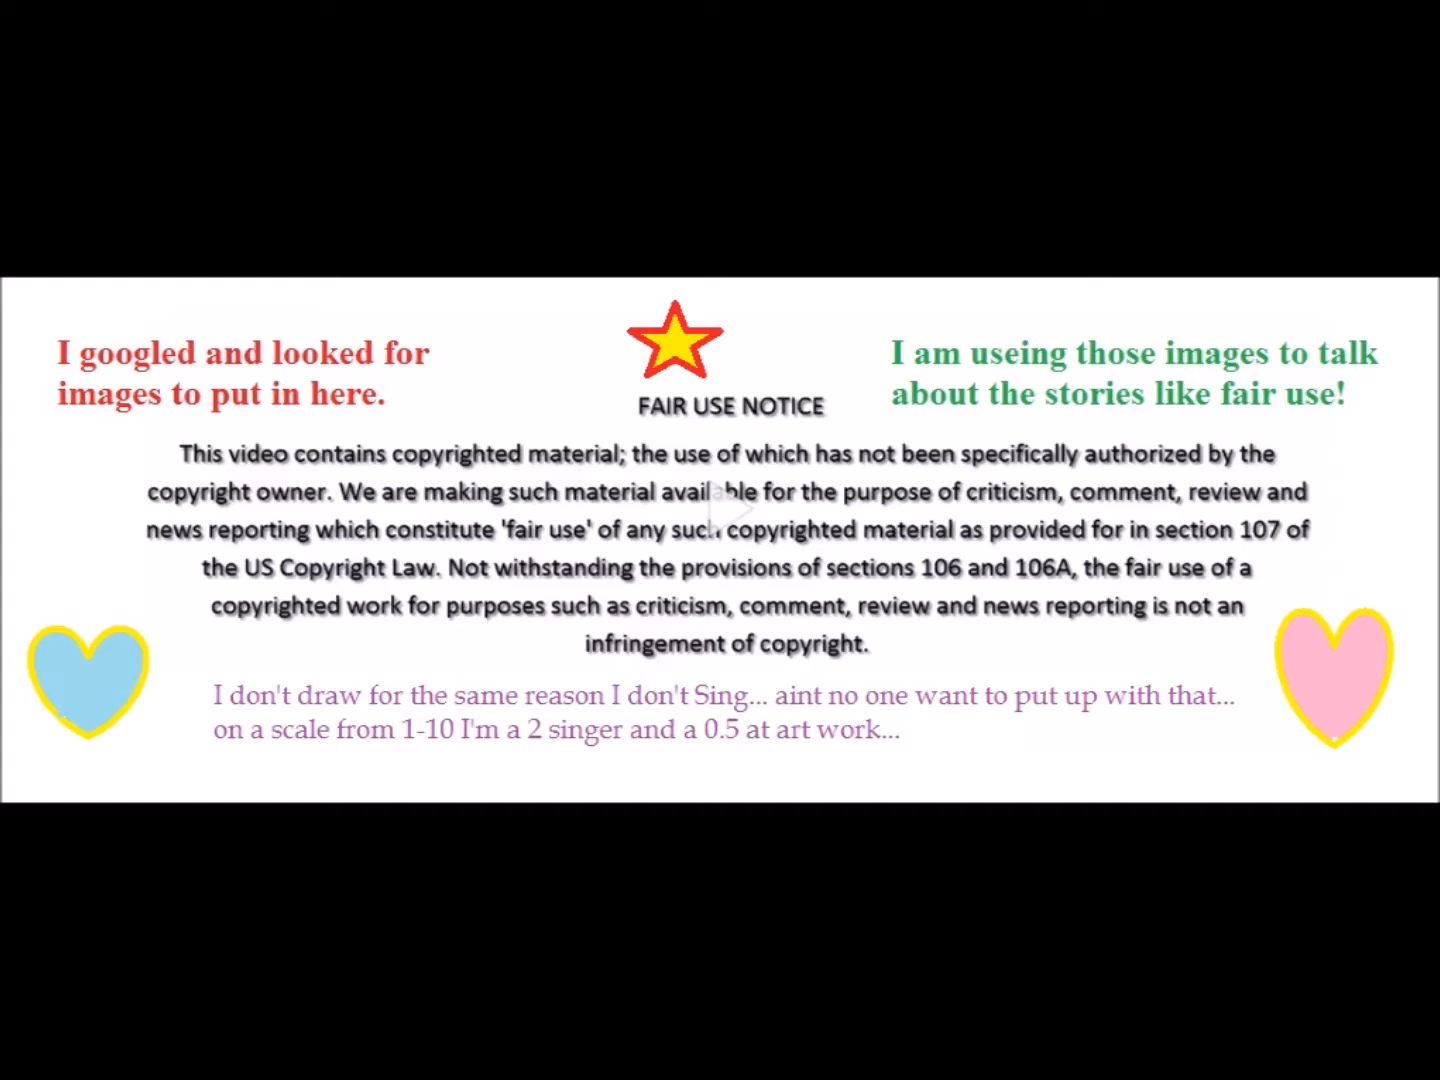 I googled and looked for
images to put in here.
I am useing those images to talk
about the stories like fair use!
FAIR USE NOTICE
This video contains copyrighted material; the use of which has not been specifically authorized by the
copyright owner. We are making such material available for the purpose of criticism, comment, review and
news reporting which constitute 'fair use' of any such copyrighted material as provided for in section 107 of
the US Copyright Law. Not withstanding the provisions of sections 106 and 106A, the fair use of a
copyrighted work for purposes such as criticism, comment, review and news reporting is not an
infringement of copyright.
I don't draw for the same reason I don't Sing... aint no one want to put up with that...
on a scale from 1-10 I'm a 2 singer and a 0.5 at art work...